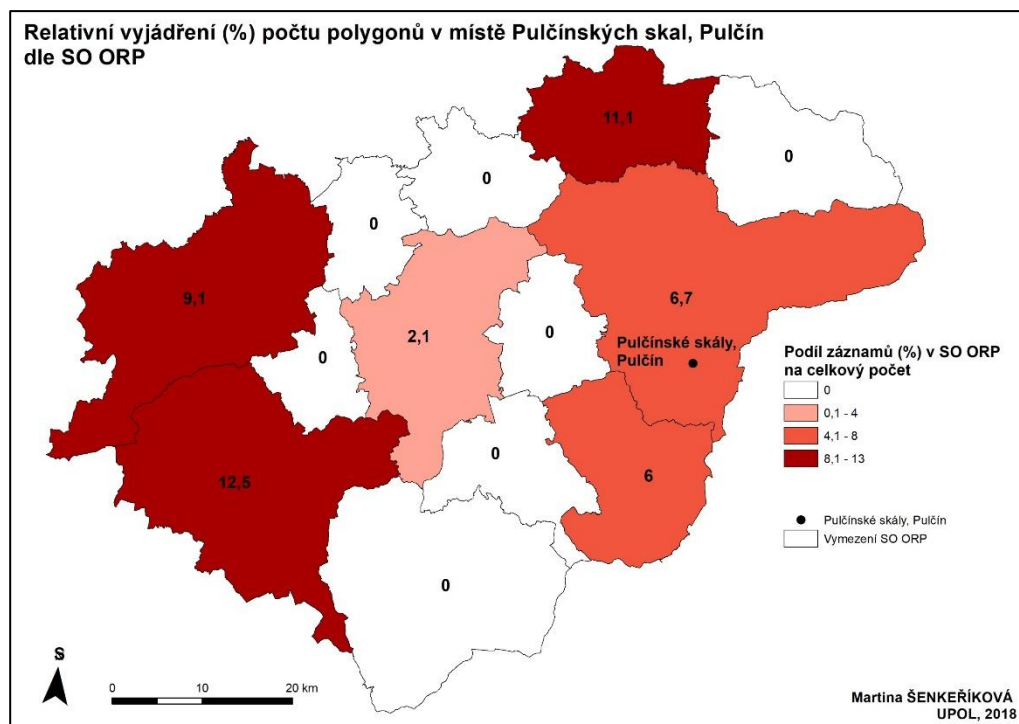 Relativní vyjádření (%) počtu polygonů v místě Pulčínských skal, Pulčín
dle SO ORP
11,1
0
0
0
9,1
6,7
2,1
0
0
Pulčínské skály,
Pulčín
Podíl záznamů (%) v SO ORP
na celkový počet
0
0,1 - 4
4,1 - 8
8,1 - 13
0
12,5
6
Pulčínské skály, Pulčín
Vymezení SO ORP
0
S
0 10 20 km
Martina ŠENKEŘÍKOVÁ
UPOL, 2018